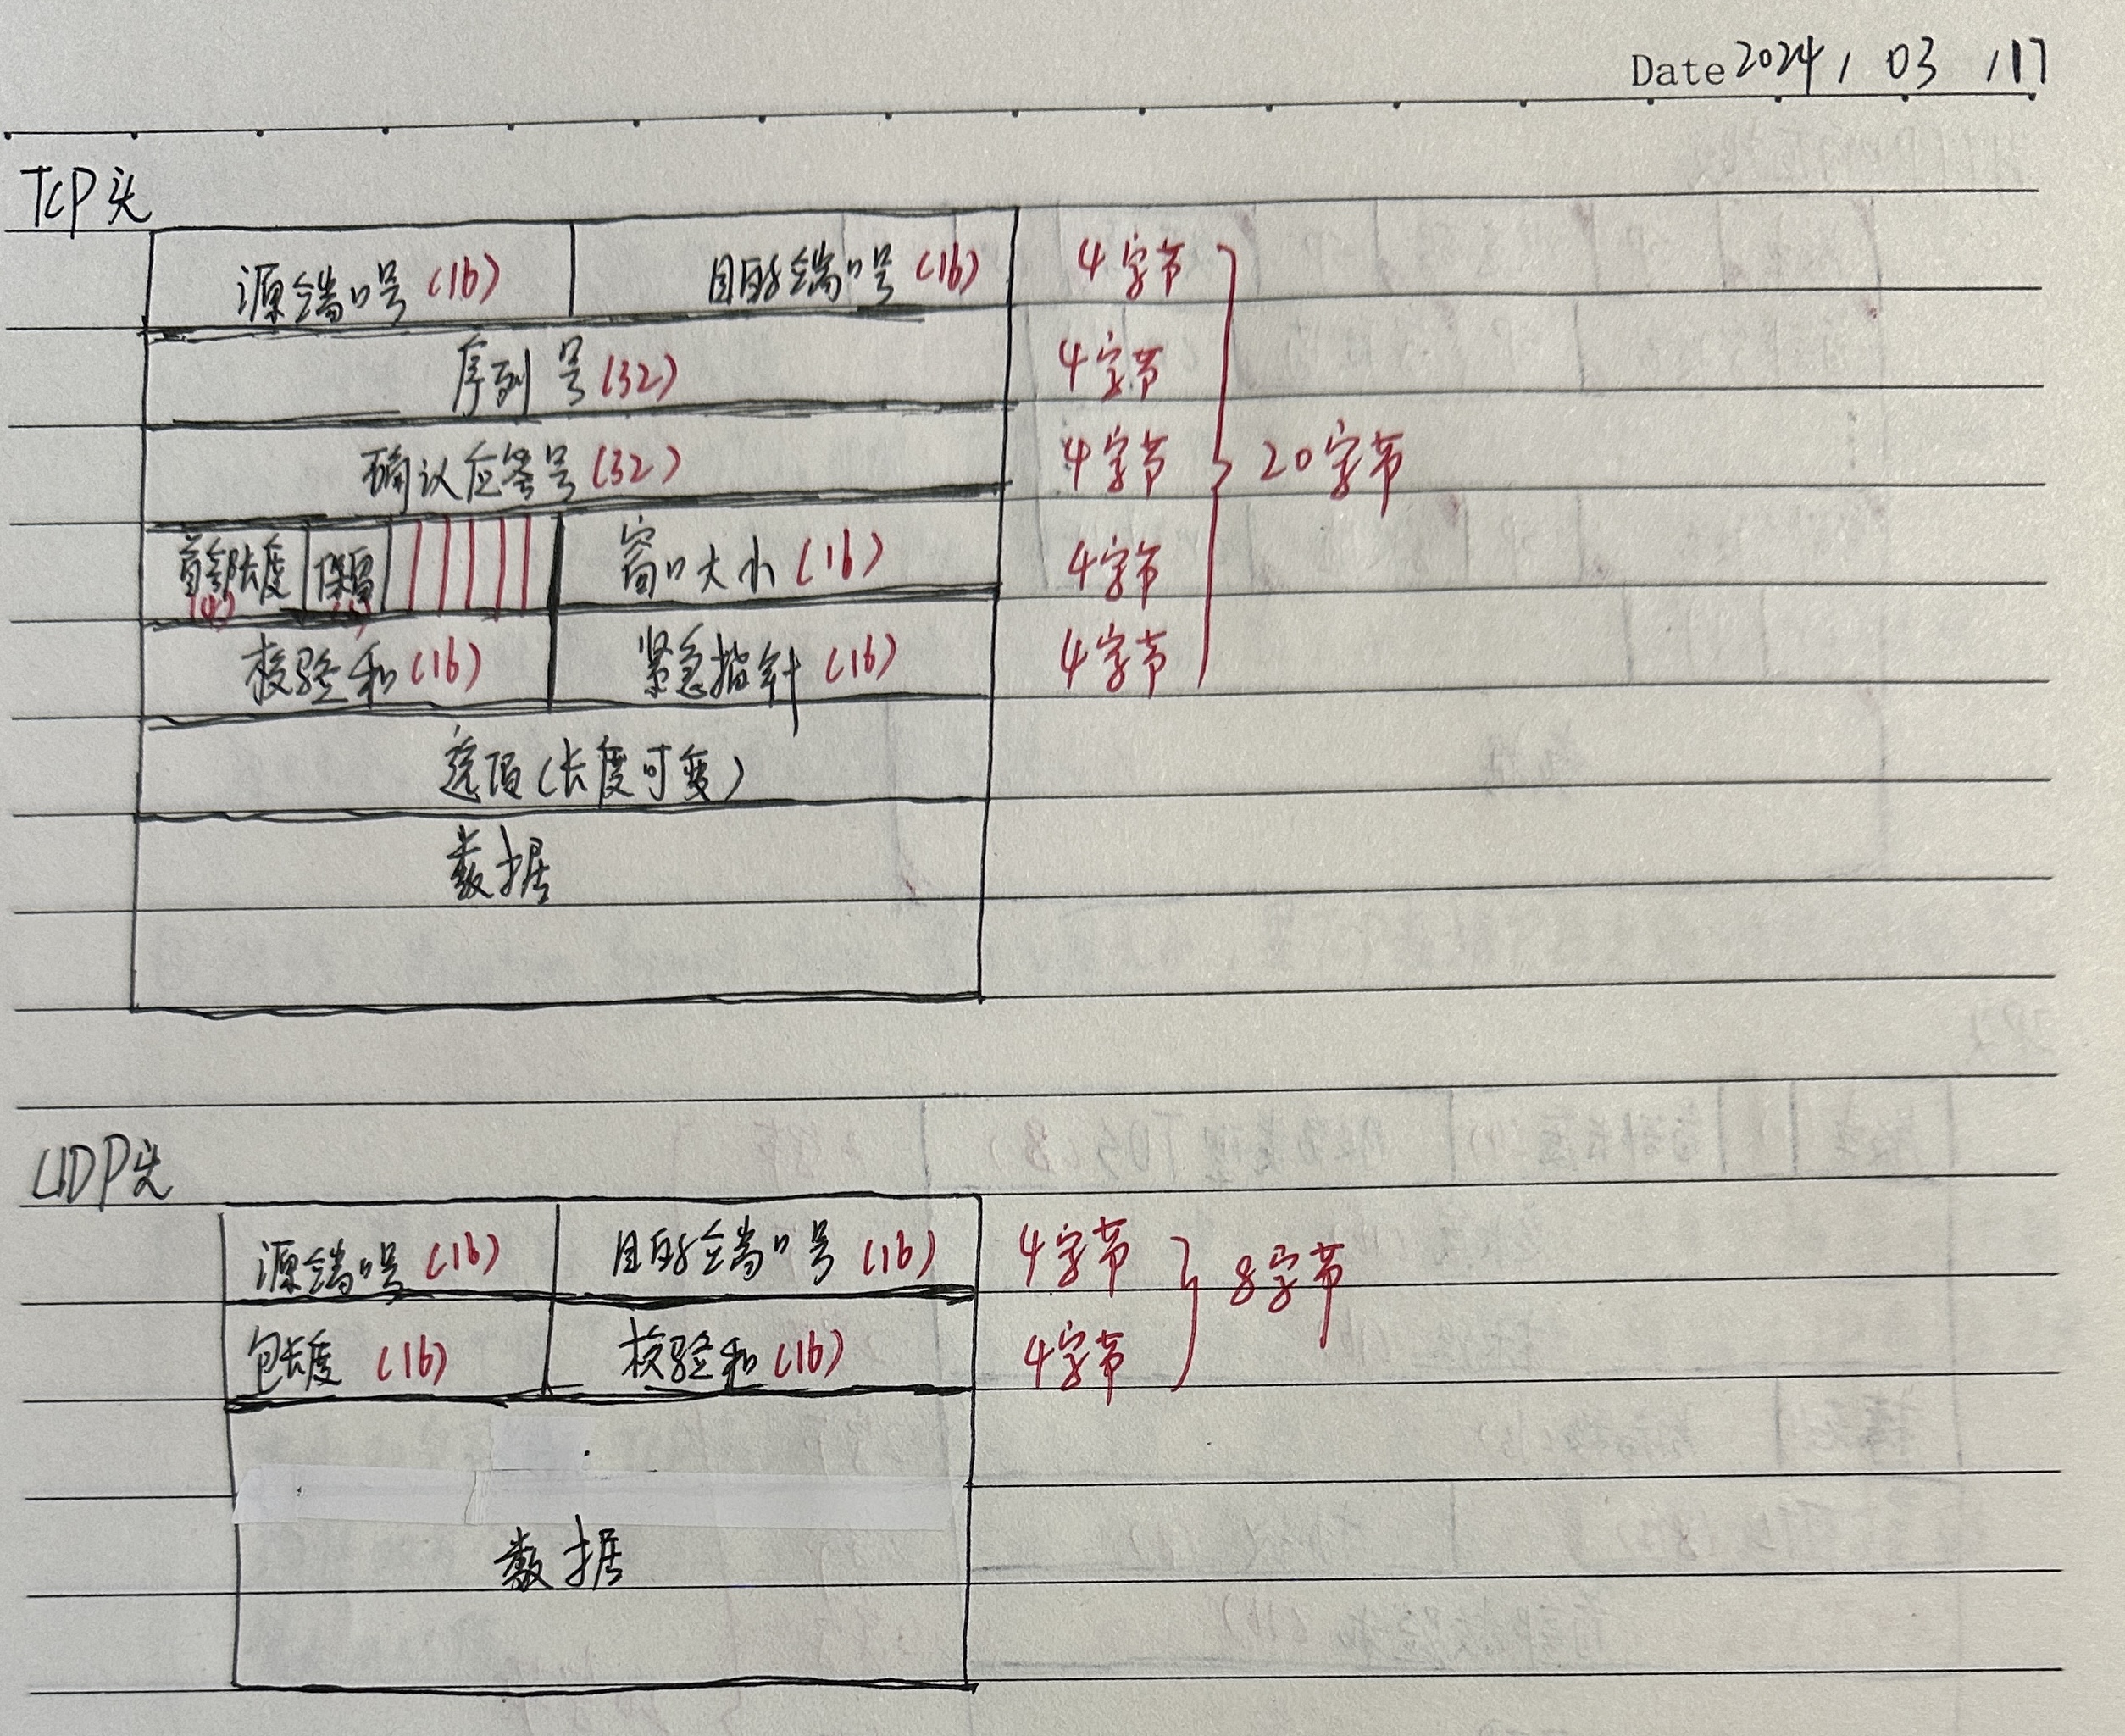 Date 2024 / 03 / 17
TCP头
源端口号(16) 目的端口号(16) 4字节
序列号(32) 4字节
确认应答号(32) 4字节 20字节
首部长度(4) 保留 窗口大小(16) 4字节
校验和(16) 紧急指针(16) 4字节
选项(长度可变)
数据
UDP头
源端口号(16) 目的端口号(16) 4字节 8字节
包长度(16) 校验和(16) 4字节
数据